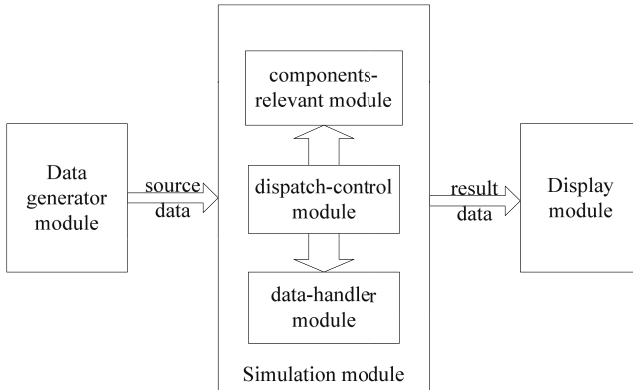 Data
generator
module
source
data
components-
relevant module
dispatch-control
module
data-handler
module
Simulation module
result
data
Display
module